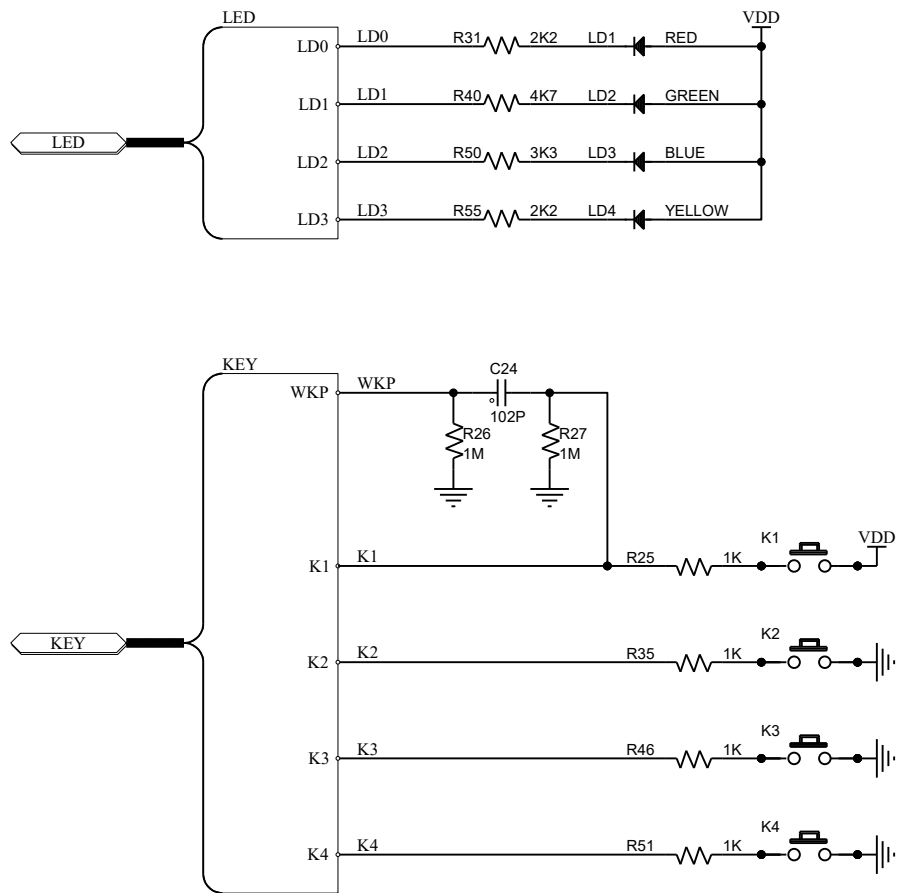 LED
VDD
LD0 LD0 R31 2K2 LD1 RED
LD1 LD1 R40 4K7 LD2 GREEN
LED
LD2 LD2 R50 3K3 LD3 BLUE
LD3 LD3 R55 2K2 LD4 YELLOW
KEY
C24
WKP WKP
102P
R26 R27
1M 1M
K1 VDD
K1 K1 R25 1K
KEY
K2
K2 K2 R35 1K
K3
K3 K3 R46 1K
K4
K4 K4 R51 1K